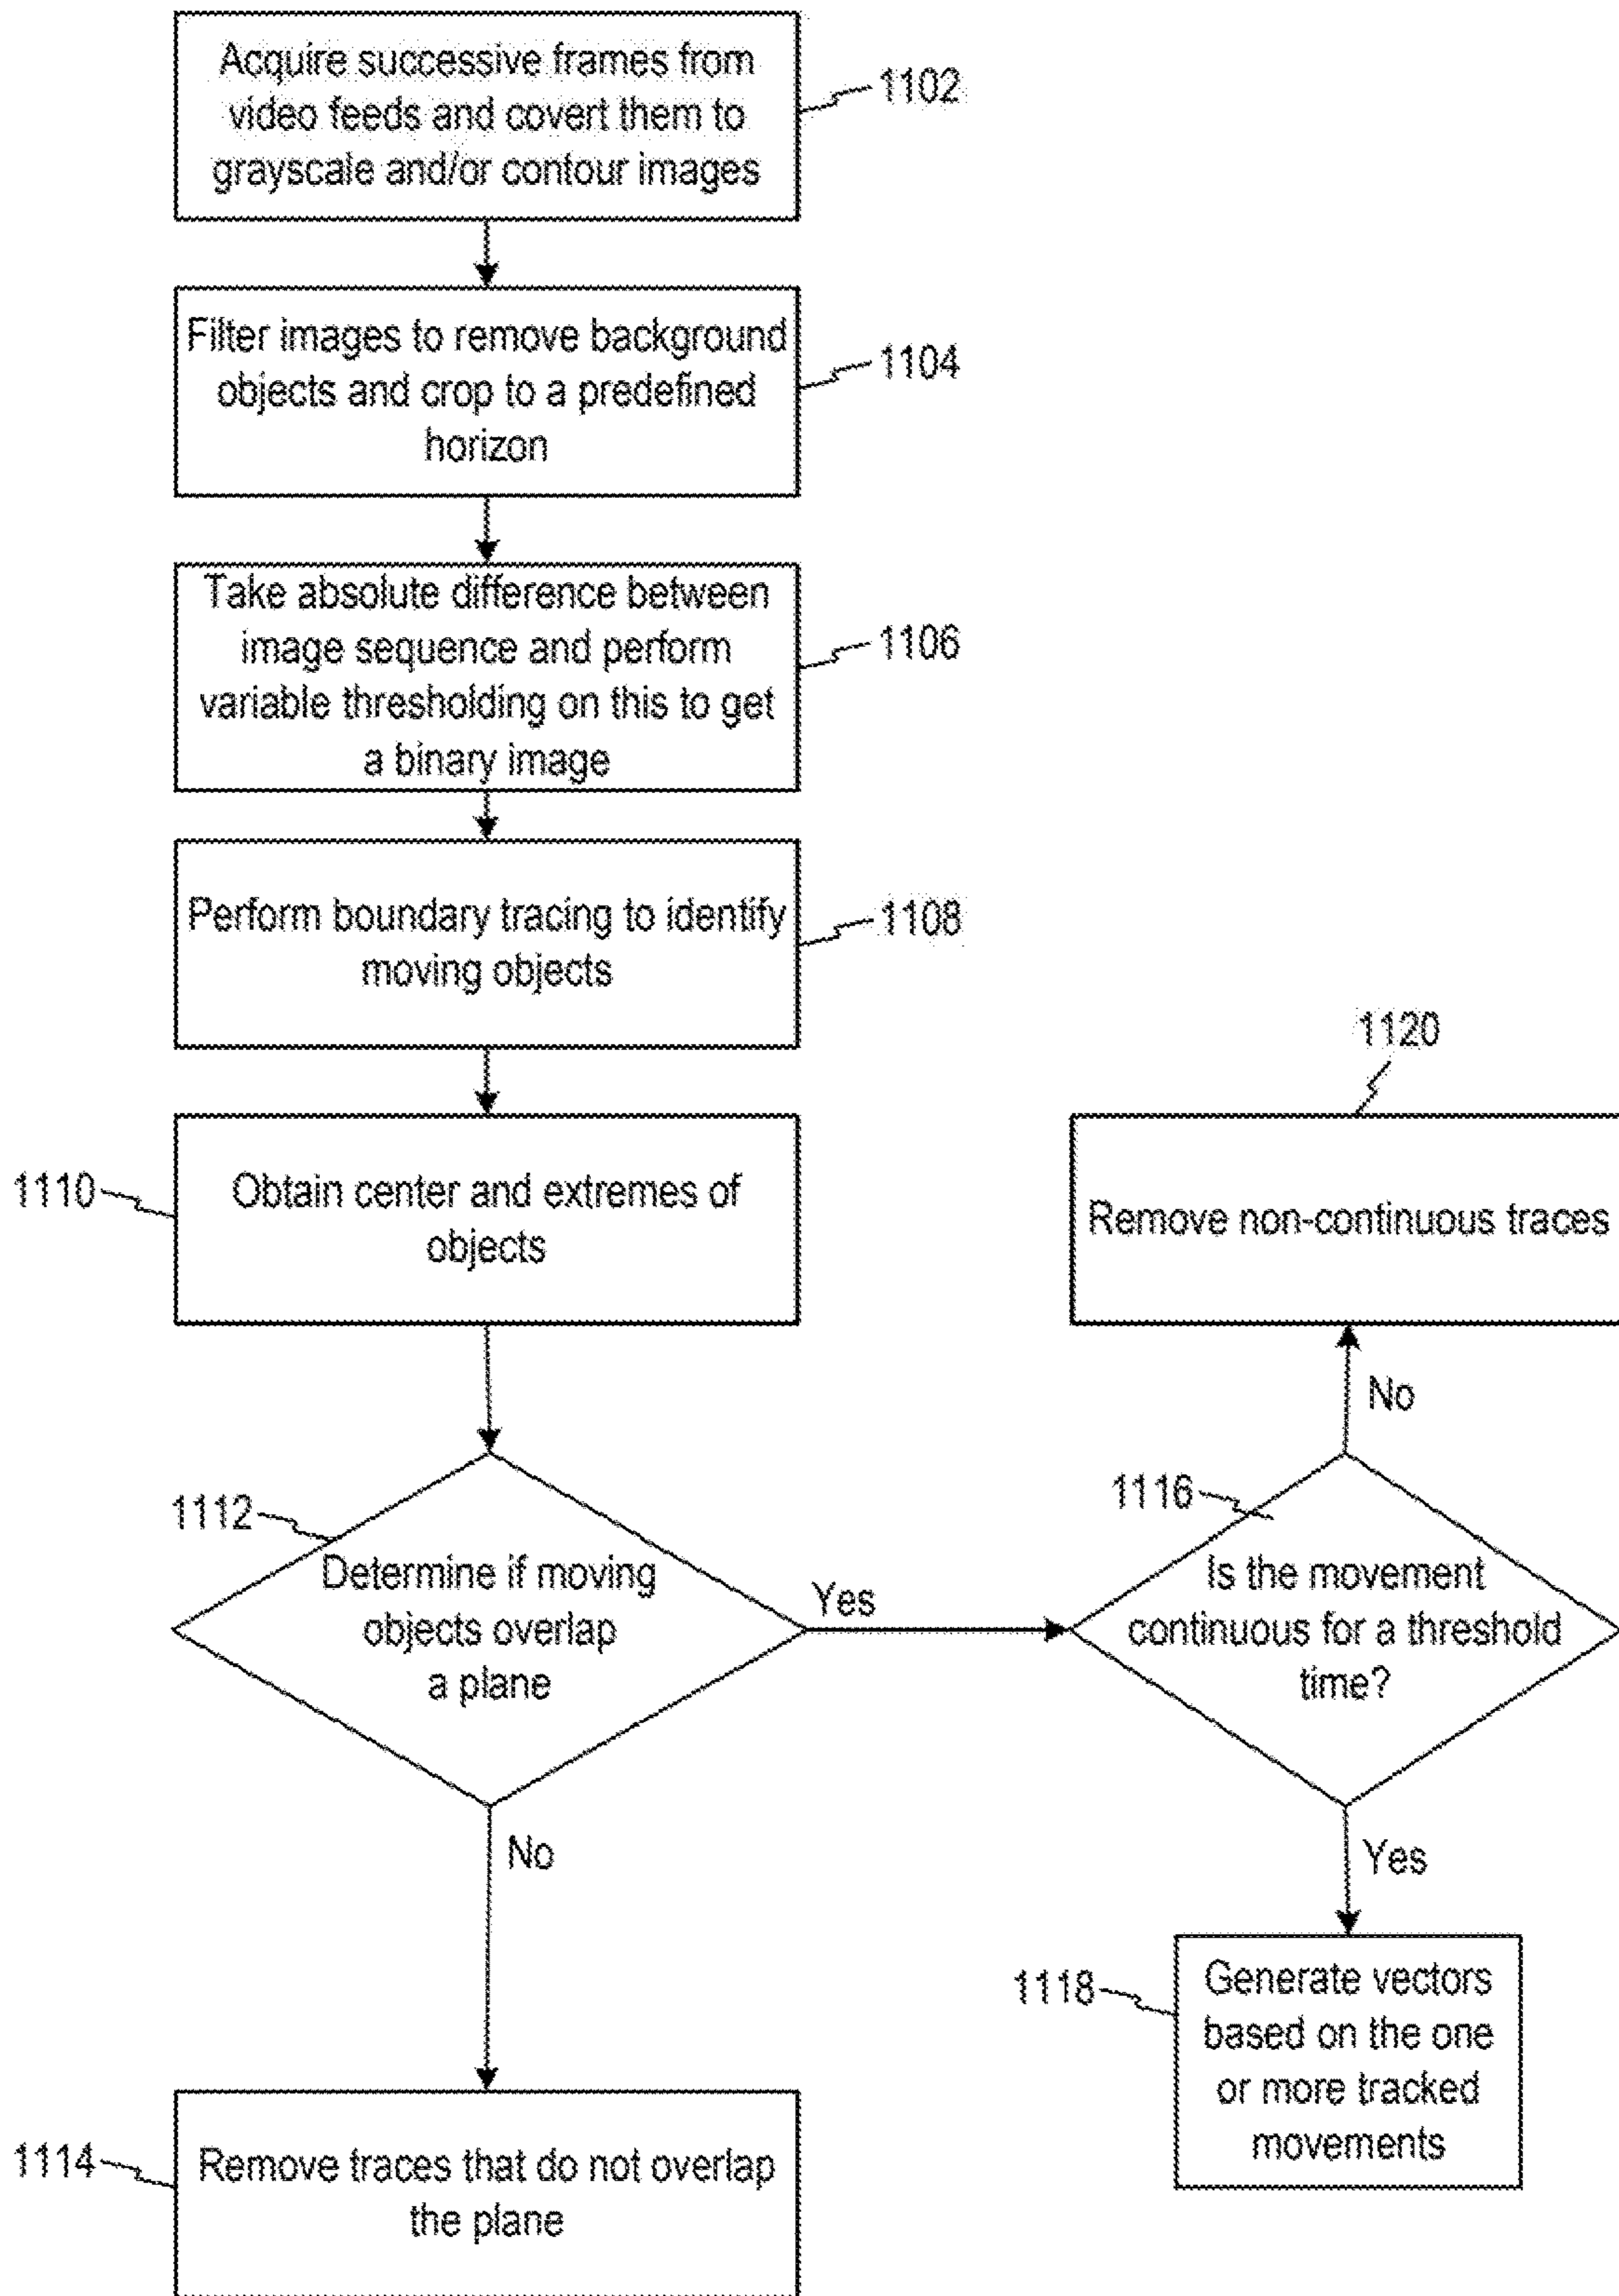 Acquire successive frames from
video feeds and covert them to
grayscale and/or contour images
1102
Filter images to remove background
objects and crop to a predefined
horizon
1104
Take absolute difference between
image sequence and perform
variable thresholding on this to get
a binary image
1106
Perform boundary tracing to identify
moving objects
1108
1110
Obtain center and extremes of
objects
1120
Remove non-continuous traces
No
1112
Determine if moving
objects overlap
a plane
Yes
1116
Is the movement
continuous for a threshold
time?
No
Yes
1118
Generate vectors
based on the one
or more tracked
movements
1114
Remove traces that do not overlap
the plane